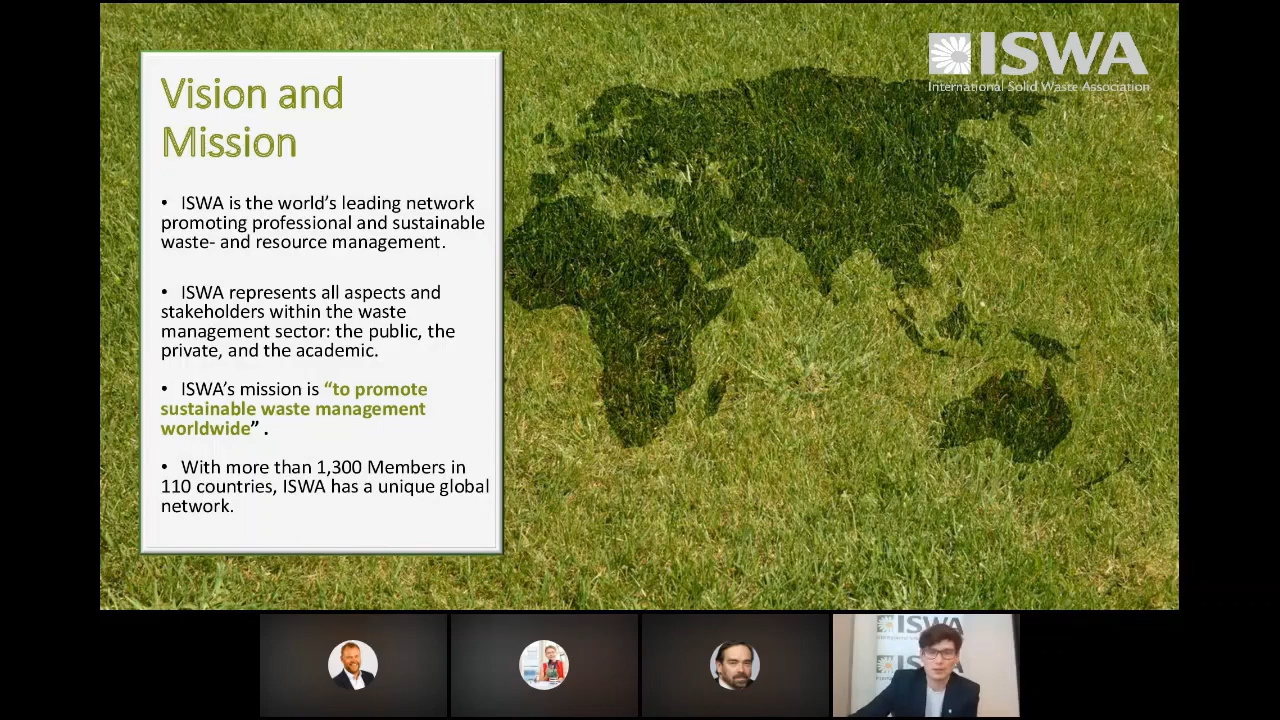 ISWA
International Solid Waste Association
Vision and
Mission
• ISWA is the world’s leading network
promoting professional and sustainable
waste- and resource management.
• ISWA represents all aspects and
stakeholders within the waste
management sector: the public, the
private, and the academic.
• ISWA’s mission is “to promote
sustainable waste management
worldwide” .
• With more than 1,300 Members in
110 countries, ISWA has a unique global
network.
ISWA
ISWA